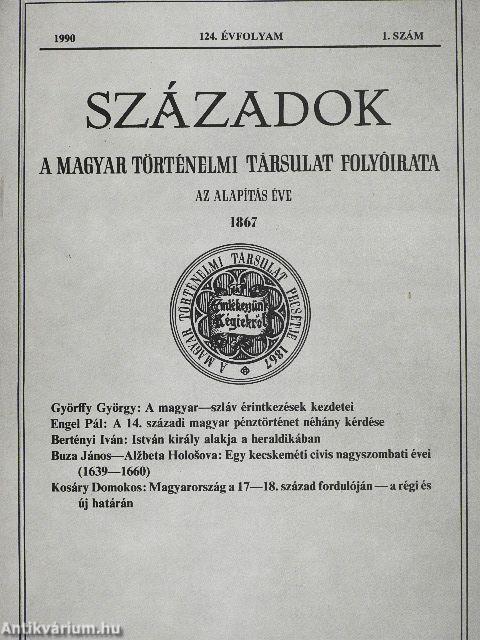 1990 124. ÉVFOLYAM 1. SZÁM
SZÁZADOK
A MAGYAR TÖRTÉNELMI TÁRSULAT FOLYÓIRATA
AZ ALAPÍTÁS ÉVE
1867
A MAGYAR TÖRTÉNELMI TÁRSULAT PECSÉTJE 1867
Emlékezzünk
Régiekről
Györffy György: A magyar—szláv érintkezések kezdetei
Engel Pál: A 14. századi magyar pénztörténet néhány kérdése
Bertényi Iván: István király alakja a heraldikában
Buza János—Alžbeta Hološova: Egy kecskeméti civis nagyszombati évei
(1639—1660)
Kosáry Domokos: Magyarország a 17—18. század fordulóján — a régi és
új határán
Antikvárium.hu